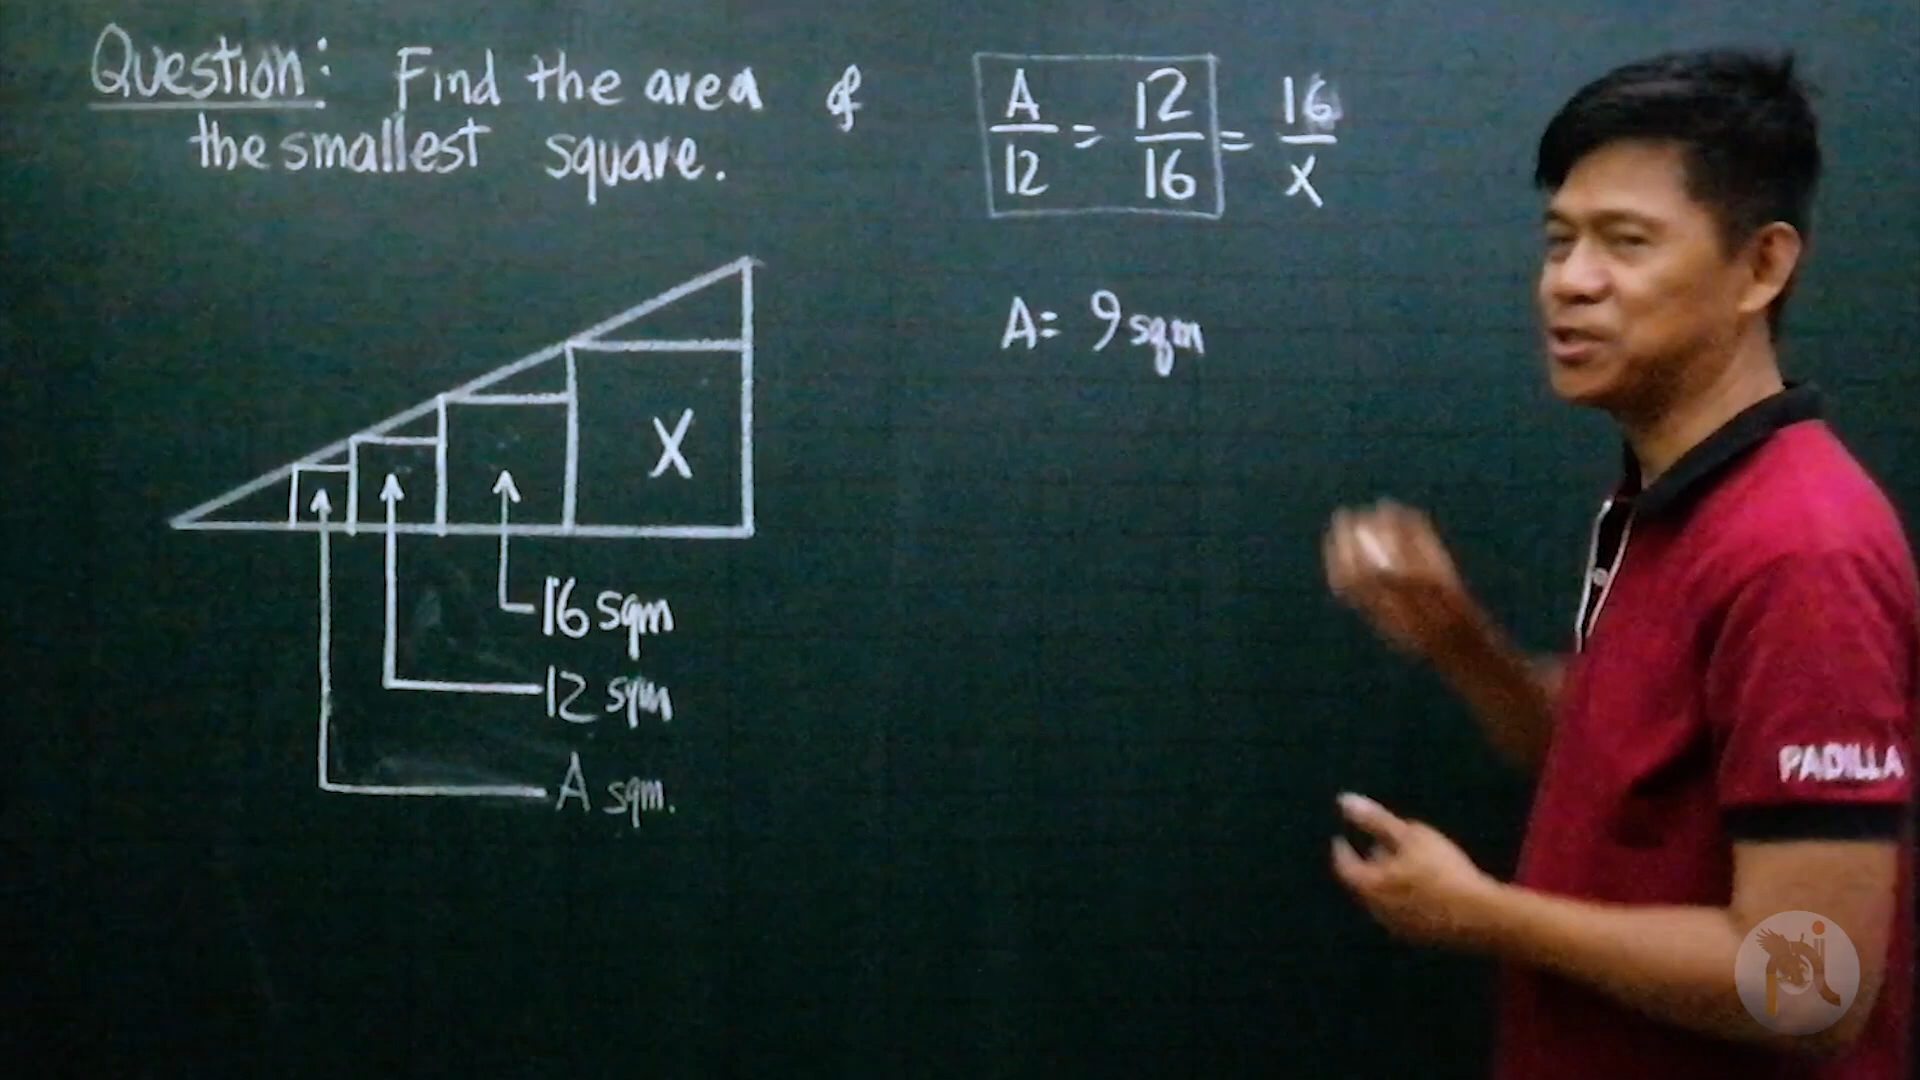 Question: Find the area of
the smallest square.
A/12 = 12/16 = 16/X
A = 9 sqm
X
16 sqm
12 sqm
A sqm.
PADILLA